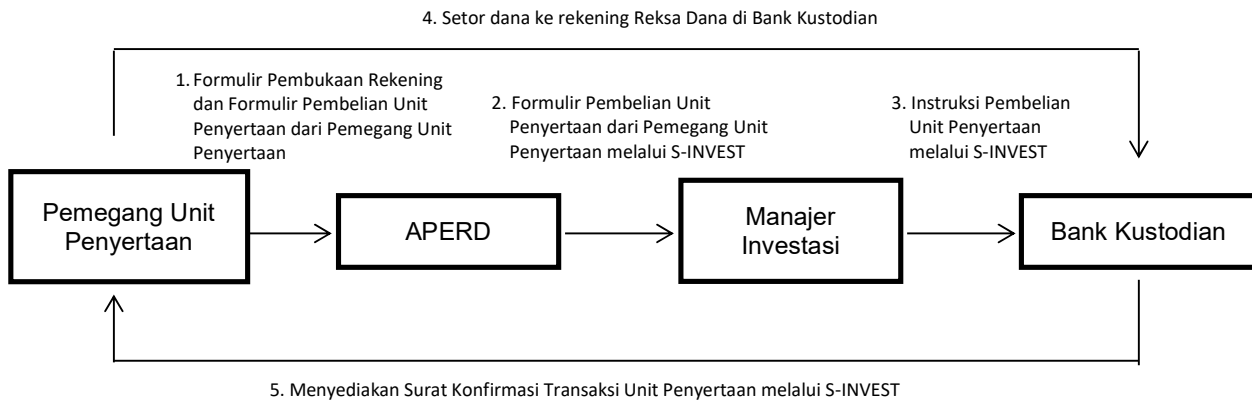 4. Setor dana ke rekening Reksa Dana di Bank Kustodian
1. Formulir Pembukaan Rekening
dan Formulir Pembelian Unit
Penyertaan dari Pemegang Unit
Penyertaan
2. Formulir Pembelian Unit
Penyertaan dari Pemegang Unit
Penyertaan melalui S-INVEST
3. Instruksi Pembelian
Unit Penyertaan
melalui S-INVEST
Pemegang Unit
Penyertaan
APERD
Manajer
Investasi
Bank Kustodian
5. Menyediakan Surat Konfirmasi Transaksi Unit Penyertaan melalui S-INVEST